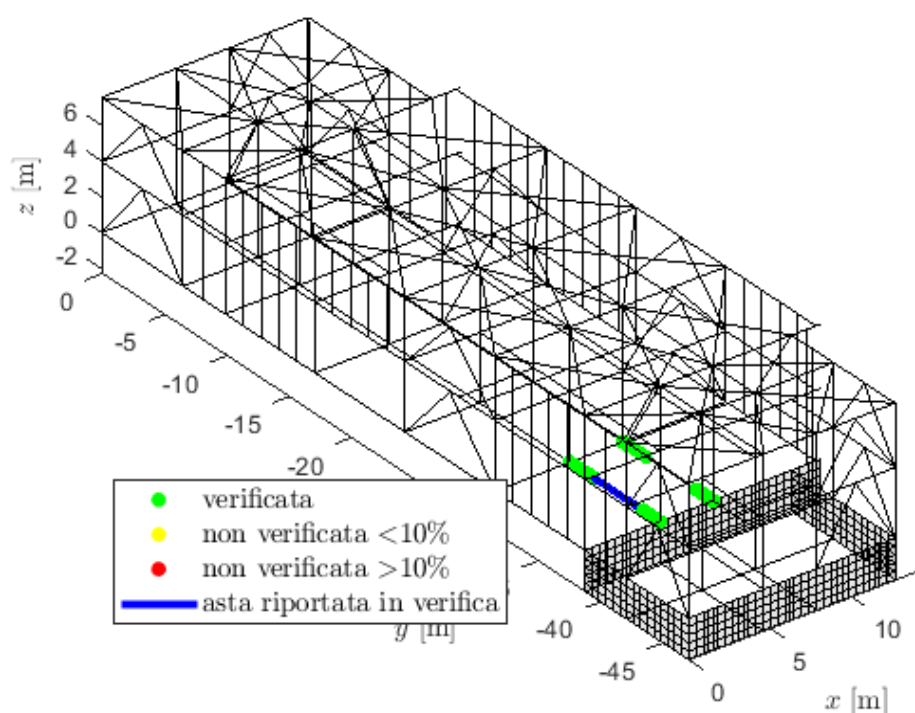 6
4
2
0
-2
z [m]
0
-5
-10
-15
-20
-40
-45
y [m]
0
5
10
x [m]
verificata
non verificata <10%
non verificata >10%
asta riportata in verifica